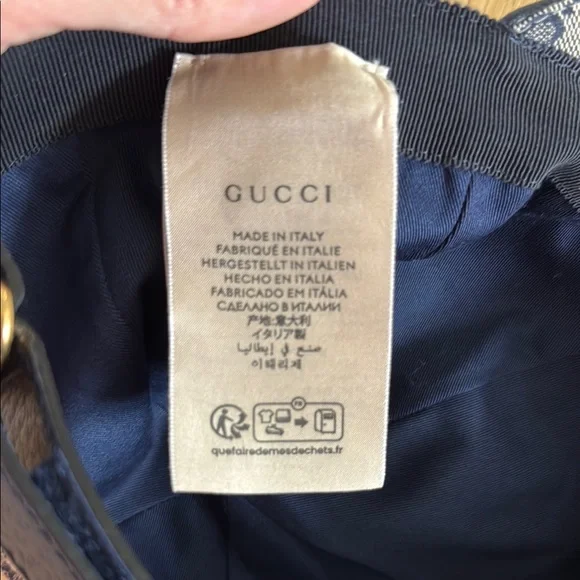 GUCCI
MADE IN ITALY
FABRIQUÉ EN ITALIE
HERGESTELLT IN ITALIEN
HECHO EN ITALIA
FABRICADO EM ITÁLIA
СДЕЛАНО В ИТАЛИИ
产地:意大利
イタリア製
صنع في إيطاليا
이태리제
FR
quefairedemesdechets.fr